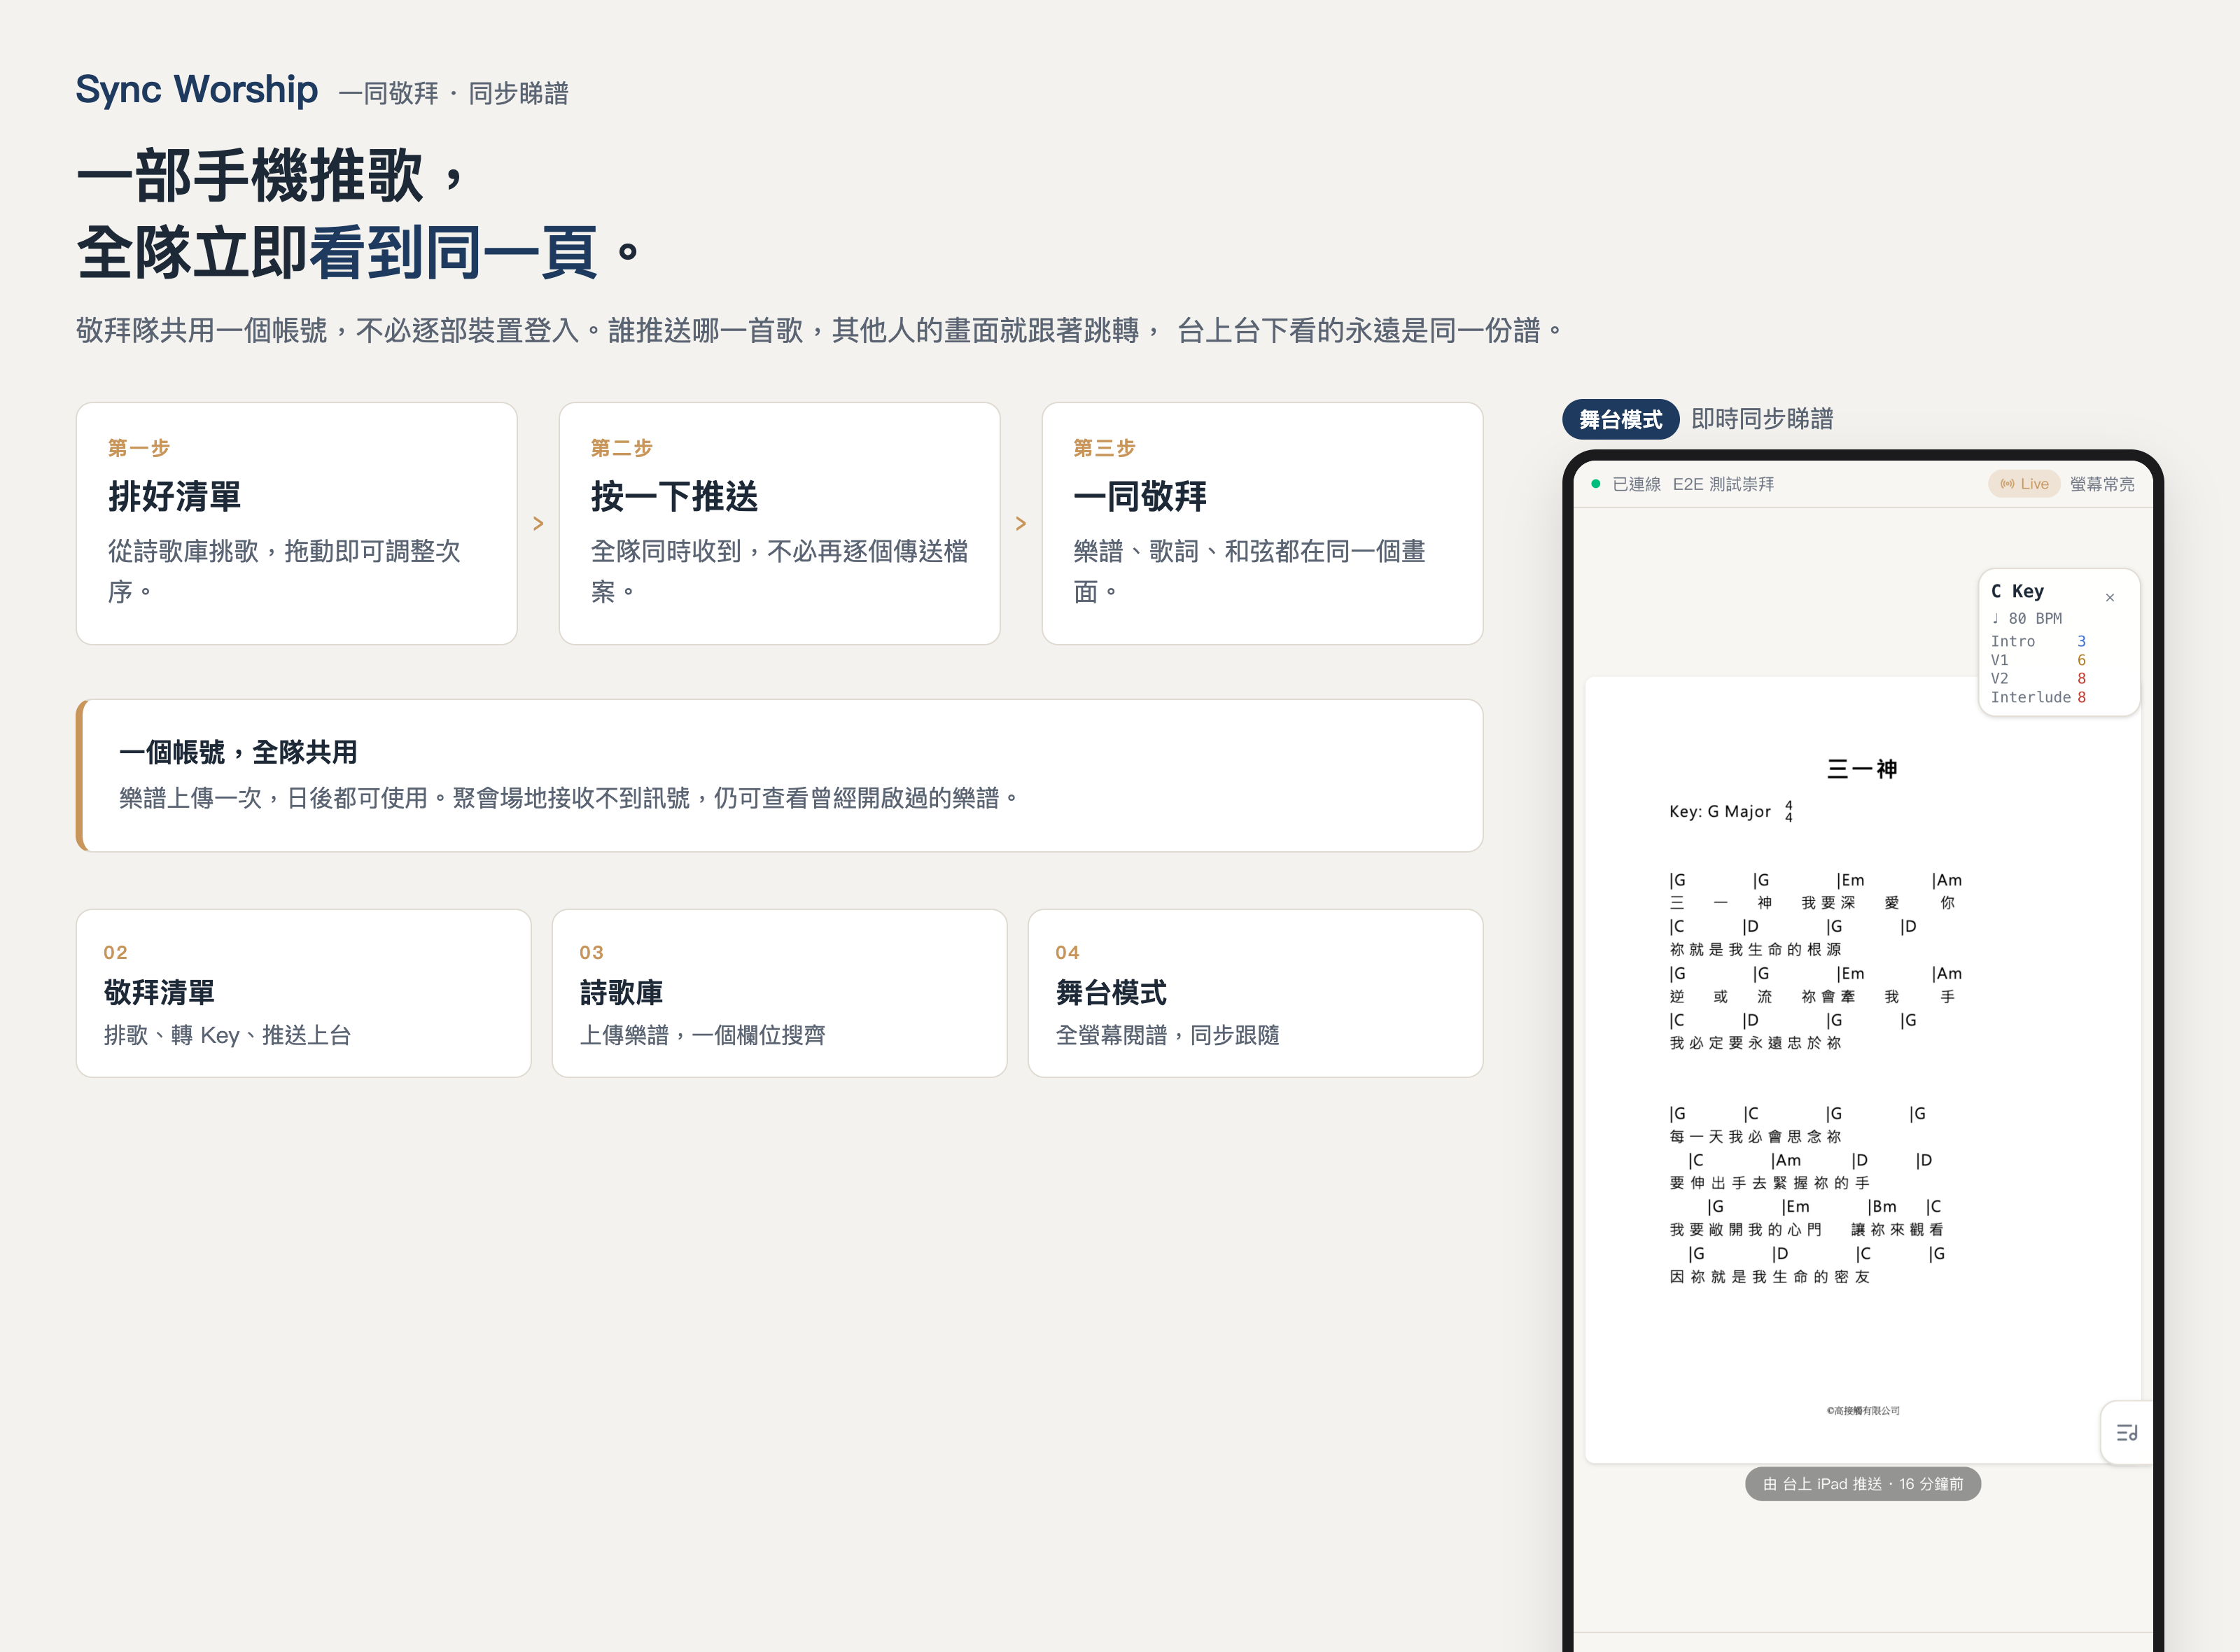 Sync Worship 一同敬拜 · 同步睇譜
一部手機推歌，
全隊立即看到同一頁。
敬拜隊共用一個帳號，不必逐部裝置登入。誰推送哪一首歌，其他人的畫面就跟著跳轉， 台上台下看的永遠是同一份譜。
第一步
排好清單
從詩歌庫挑歌，拖動即可調整次
序。
>
第二步
按一下推送
全隊同時收到，不必再逐個傳送檔
案。
>
第三步
一同敬拜
樂譜、歌詞、和弦都在同一個畫
面。
一個帳號，全隊共用
樂譜上傳一次，日後都可使用。聚會場地接收不到訊號，仍可查看曾經開啟過的樂譜。
02
敬拜清單
排歌、轉 Key、推送上台
03
詩歌庫
上傳樂譜，一個欄位搜齊
04
舞台模式
全螢幕閱譜，同步跟隨
舞台模式 即時同步睇譜
已連線 E2E 測試崇拜 Live 螢幕常亮
C Key ×
♩ 80 BPM
Intro 3
V1 6
V2 8
Interlude 8
三一神
Key: G Major 4/4
|G |G |Em |Am
三 一 神 我要深 愛 你
|C |D |G |D
祢就是我生命的根源
|G |G |Em |Am
逆 或 流 祢會牽 我 手
|C |D |G |G
我必定要永遠忠於祢
|G |C |G |G
每一天我必會思念祢
|C |Am |D |D
要伸出手去緊握祢的手
|G |Em |Bm |C
我要敞開我的心門 讓祢來觀看
|G |D |C |G
因祢就是我生命的密友
©高接觸有限公司
由 台上 iPad 推送 · 16 分鐘前